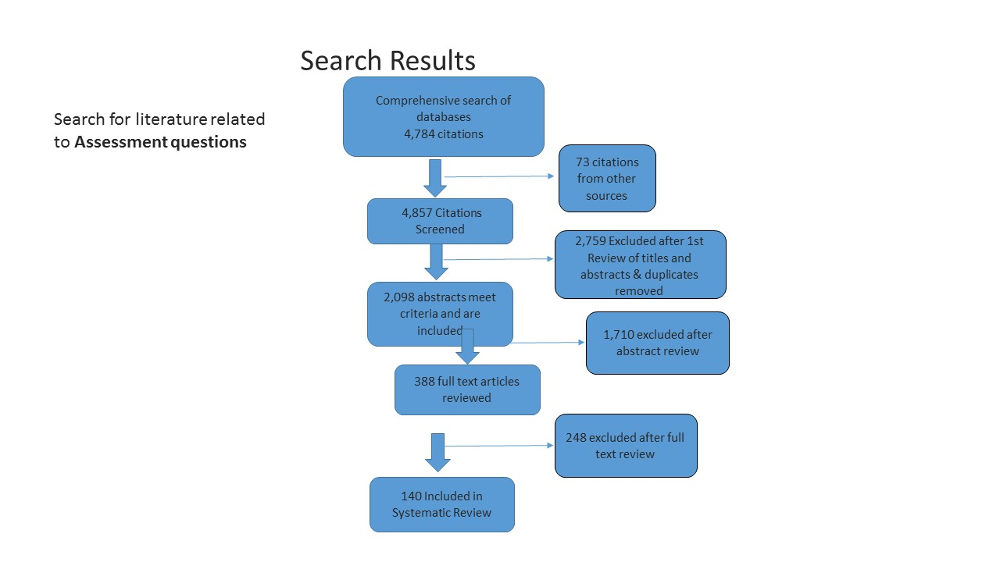 Search Results
Search for literature related
to Assessment questions
Comprehensive search of
databases
4,784 citations
73 citations
from other
sources
4,857 Citations
Screened
2,759 Excluded after 1st
Review of titles and
abstracts & duplicates
removed
2,098 abstracts meet
criteria and are
included
1,710 excluded after
abstract review
388 full text articles
reviewed
248 excluded after full
text review
140 Included in
Systematic Review